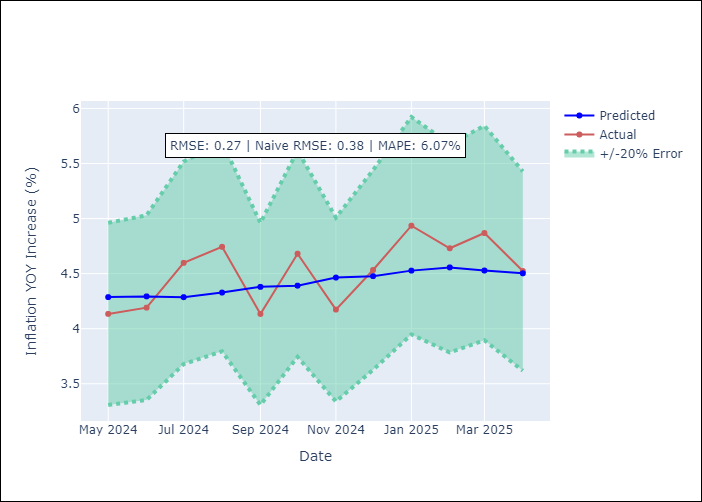 RMSE: 0.27 | Naive RMSE: 0.38 | MAPE: 6.07%
Predicted
Actual
+/-20% Error
6
5.5
5
4.5
4
3.5
Inflation YOY Increase (%)
May 2024 Jul 2024 Sep 2024 Nov 2024 Jan 2025 Mar 2025
Date